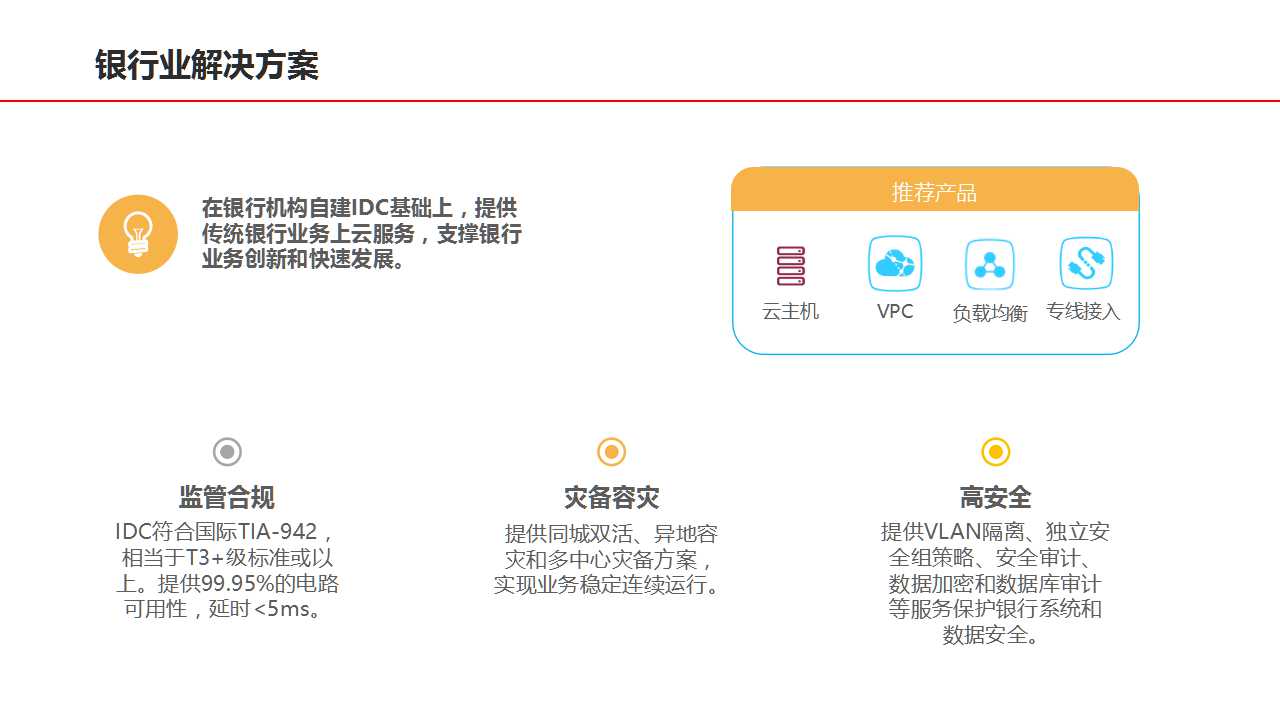 银行业解决方案
在银行机构自建IDC基础上，提供
传统银行业务上云服务，支撑银行
业务创新和快速发展。
推荐产品
云主机
VPC
负载均衡
专线接入
监管合规
IDC符合国际TIA-942，
相当于T3+级标准或以
上。提供99.95%的电路
可用性，延时<5ms。
灾备容灾
提供同城双活、异地容
灾和多中心灾备方案，
实现业务稳定连续运行。
高安全
提供VLAN隔离、独立安
全组策略、安全审计、
数据加密和数据库审计
等服务保护银行系统和
数据安全。